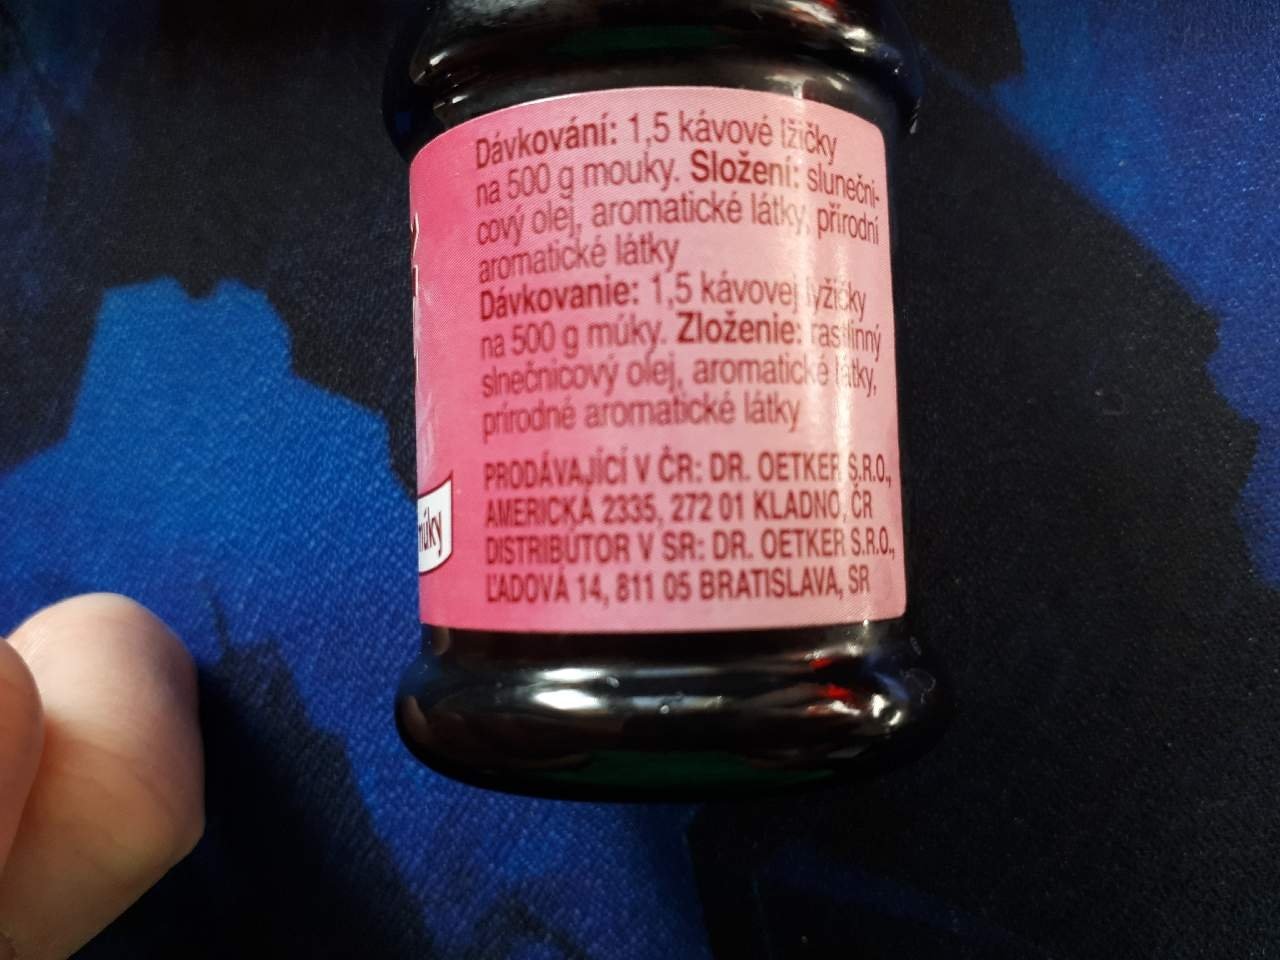 Dávkování: 1,5 kávové lžičky
na 500 g mouky. Složení: sluneční-
cový olej, aromatické látky, přírodní
aromatické látky
Dávkovanie: 1,5 kávovej lyžičky
na 500 g múky. Zloženie: rastlinný
slnečnicový olej, aromatické látky,
prírodné aromatické látky
PRODÁVAJÍCÍ V ČR: DR. OETKER S.R.O.,
AMERICKÁ 2335, 272 01 KLADNO, ČR
DISTRIBÚTOR V SR: DR. OETKER S.R.O.,
ĽADOVÁ 14, 811 05 BRATISLAVA, SR
múky